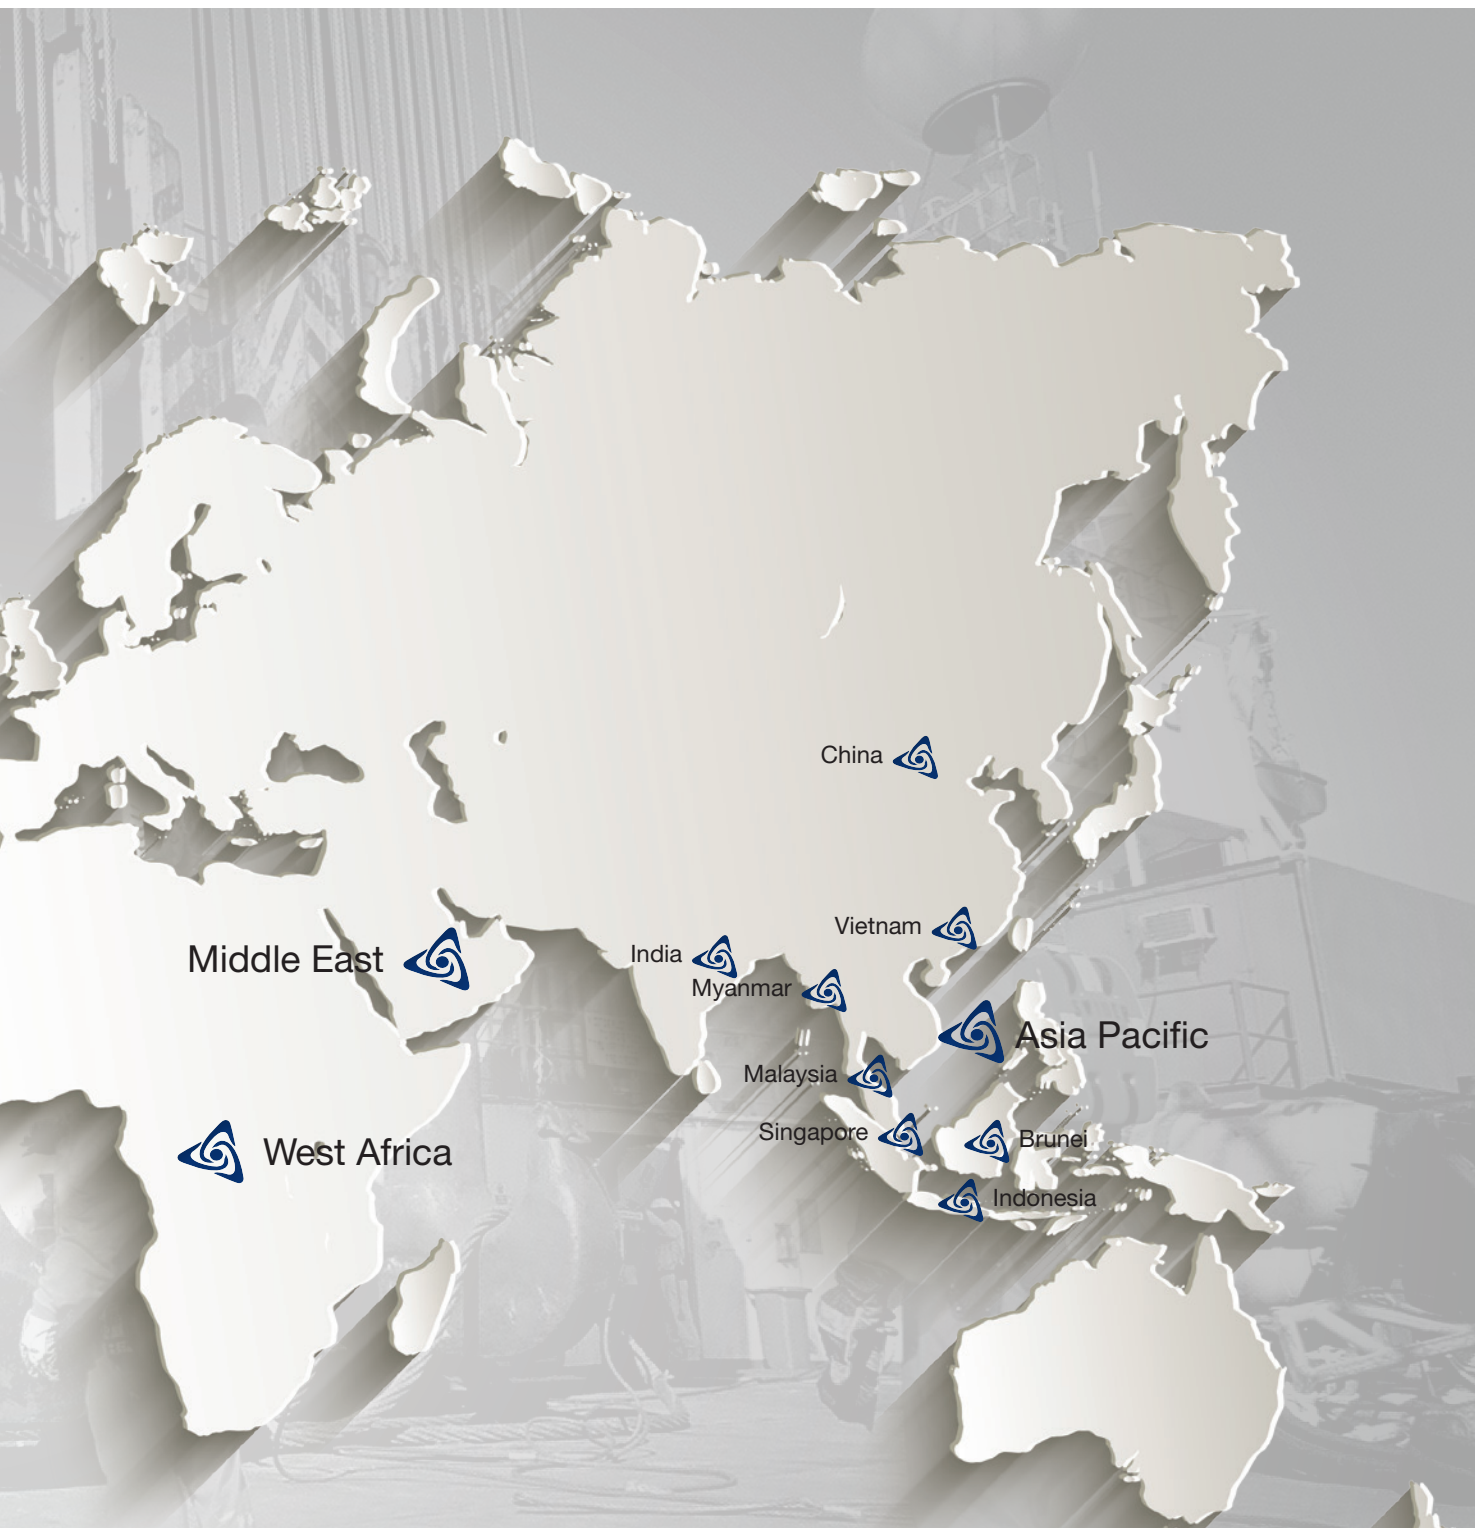 China
Vietnam
India
Middle East
Myanmar
Asia Pacific
Malaysia
Singapore
Brunei
West Africa
Indonesia